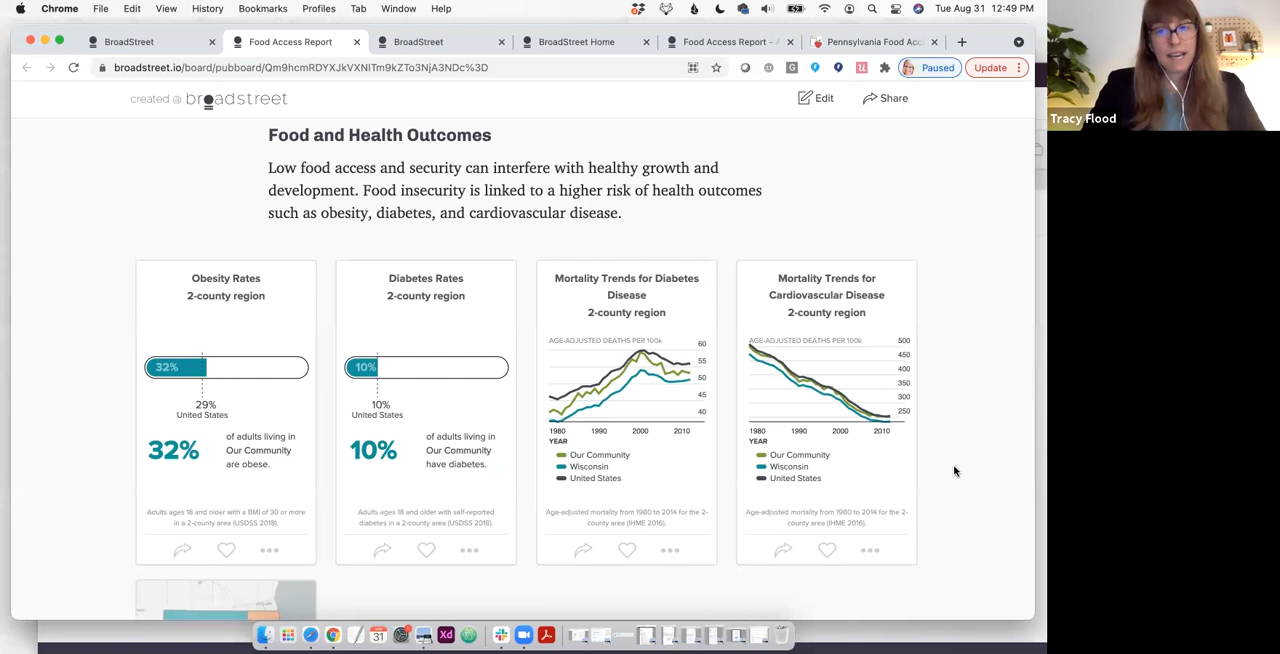 Chrome File Edit View History Bookmarks Profiles Tab Window Help Tue Aug 31 12:49 PM
BroadStreet Food Access Report BroadStreet BroadStreet Home Food Access Report - Pennsylvania Food Acc
broadstreet.io/board/pubboard/Qm9hcmRDYXJkVXNlTm9kZTo3NjA3NDc%3D Paused Update
Tracy Flood
created @ broadstreet Edit Share
Food and Health Outcomes
Low food access and security can interfere with healthy growth and
development. Food insecurity is linked to a higher risk of health outcomes
such as obesity, diabetes, and cardiovascular disease.
Obesity Rates
2-county region
32%
29%
United States
32%
of adults living in
Our Community
are obese.
Adults ages 18 and older with a BMI of 30 or more
in a 2-county area (USDSS 2018).
Diabetes Rates
2-county region
10%
10%
United States
10%
of adults living in
Our Community
have diabetes.
Adults ages 18 and older with self-reported
diabetes in a 2-county area (USDSS 2018).
Mortality Trends for Diabetes
Disease
2-county region
AGE-ADJUSTED DEATHS PER 100k
60
55
50
45
40
1980 1990 2000 2010
YEAR
Our Community
Wisconsin
United States
Age-adjusted mortality from 1980 to 2014 for the 2-
county area (IHME 2016).
Mortality Trends for
Cardiovascular Disease
2-county region
AGE-ADJUSTED DEATHS PER 100k
500
450
400
350
300
250
1980 1990 2000 2010
YEAR
Our Community
Wisconsin
United States
Age-adjusted mortality from 1980 to 2014 for the 2-
county area (IHME 2016).
31
Xd